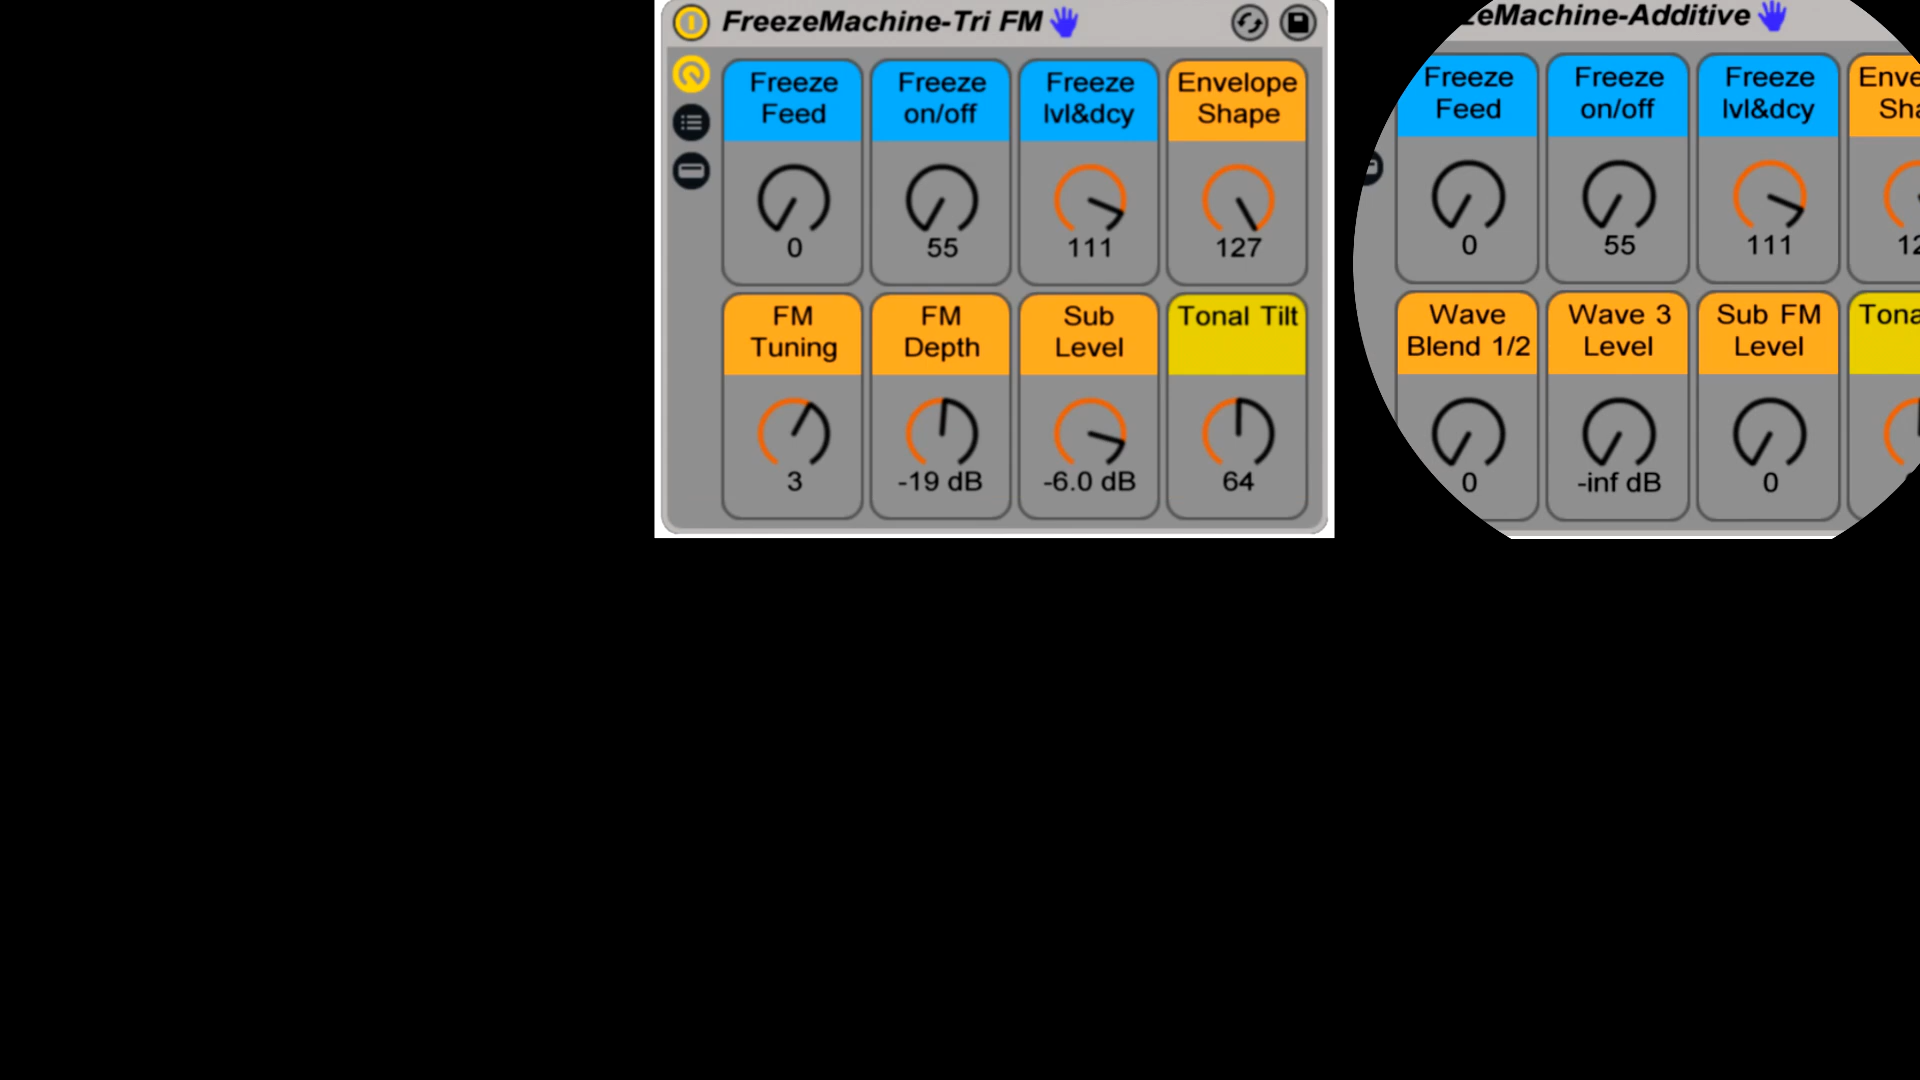 FreezeMachine-Tri FM
Freeze Feed
Freeze on/off
Freeze lvl&dcy
Envelope Shape
0
55
111
127
FM Tuning
FM Depth
Sub Level
Tonal Tilt
3
-19 dB
-6.0 dB
64
zeMachine-Additive
Freeze Feed
Freeze on/off
Freeze lvl&dcy
0
55
111
Wave Blend 1/2
Wave 3 Level
Sub FM Level
0
-inf dB
0